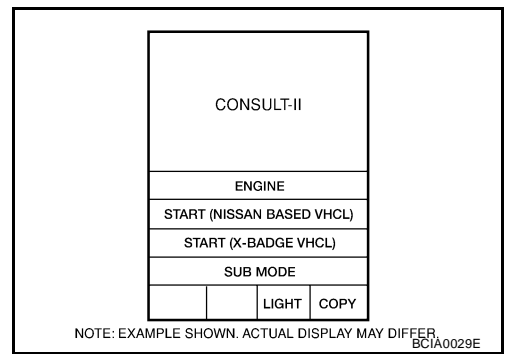 CONSULT-II
ENGINE
START (NISSAN BASED VHCL)
START (X-BADGE VHCL)
SUB MODE
LIGHT COPY
NOTE: EXAMPLE SHOWN. ACTUAL DISPLAY MAY DIFFER.
BCIA0029E